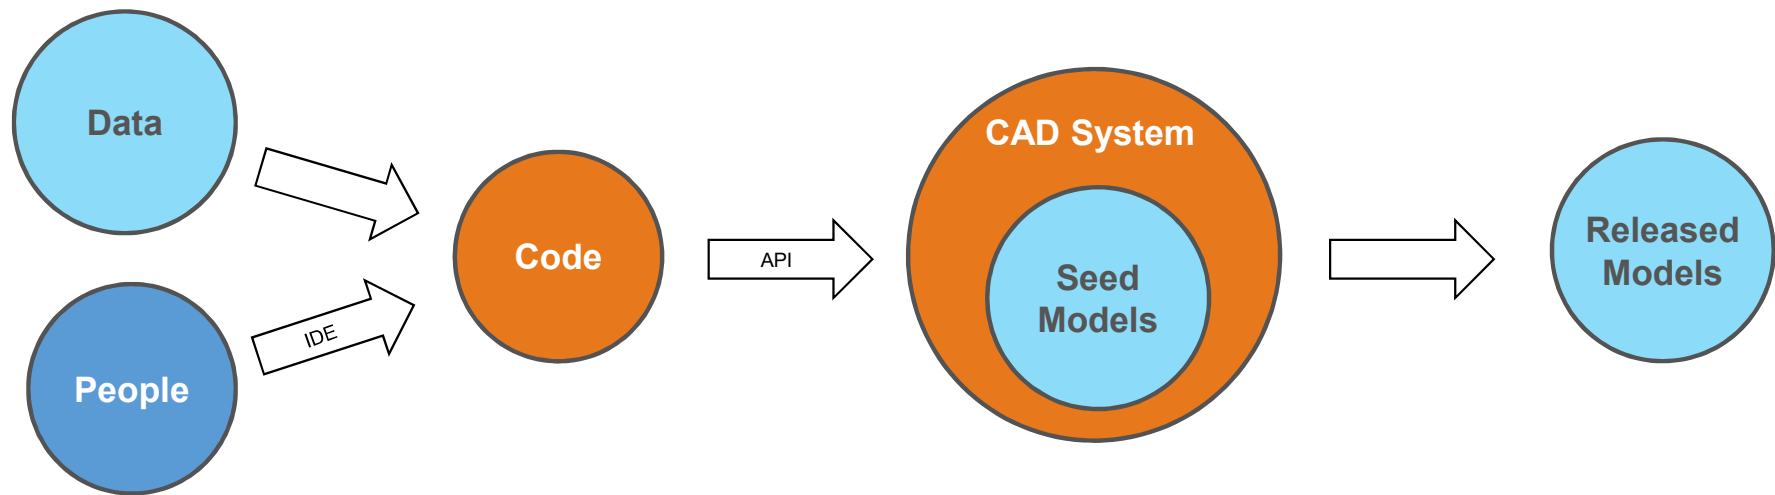 Data
People
IDE
Code
API
CAD System
Seed
Models
Released
Models